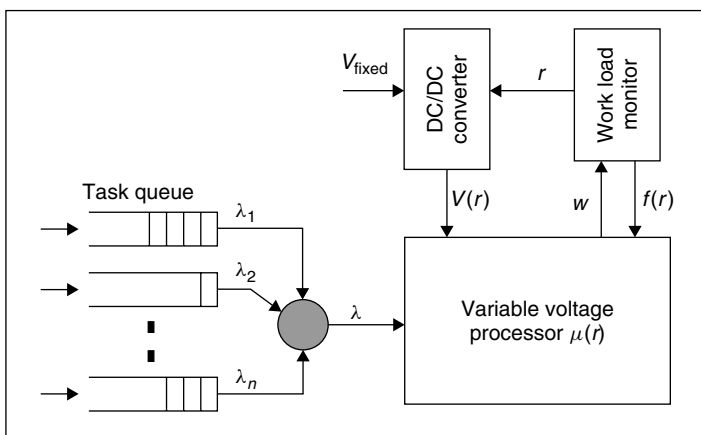 V_fixed
DC/DC
converter
r
Work load
monitor
V(r)
w
f(r)
Task queue
λ₁
λ₂
λₙ
λ
Variable voltage
processor μ(r)